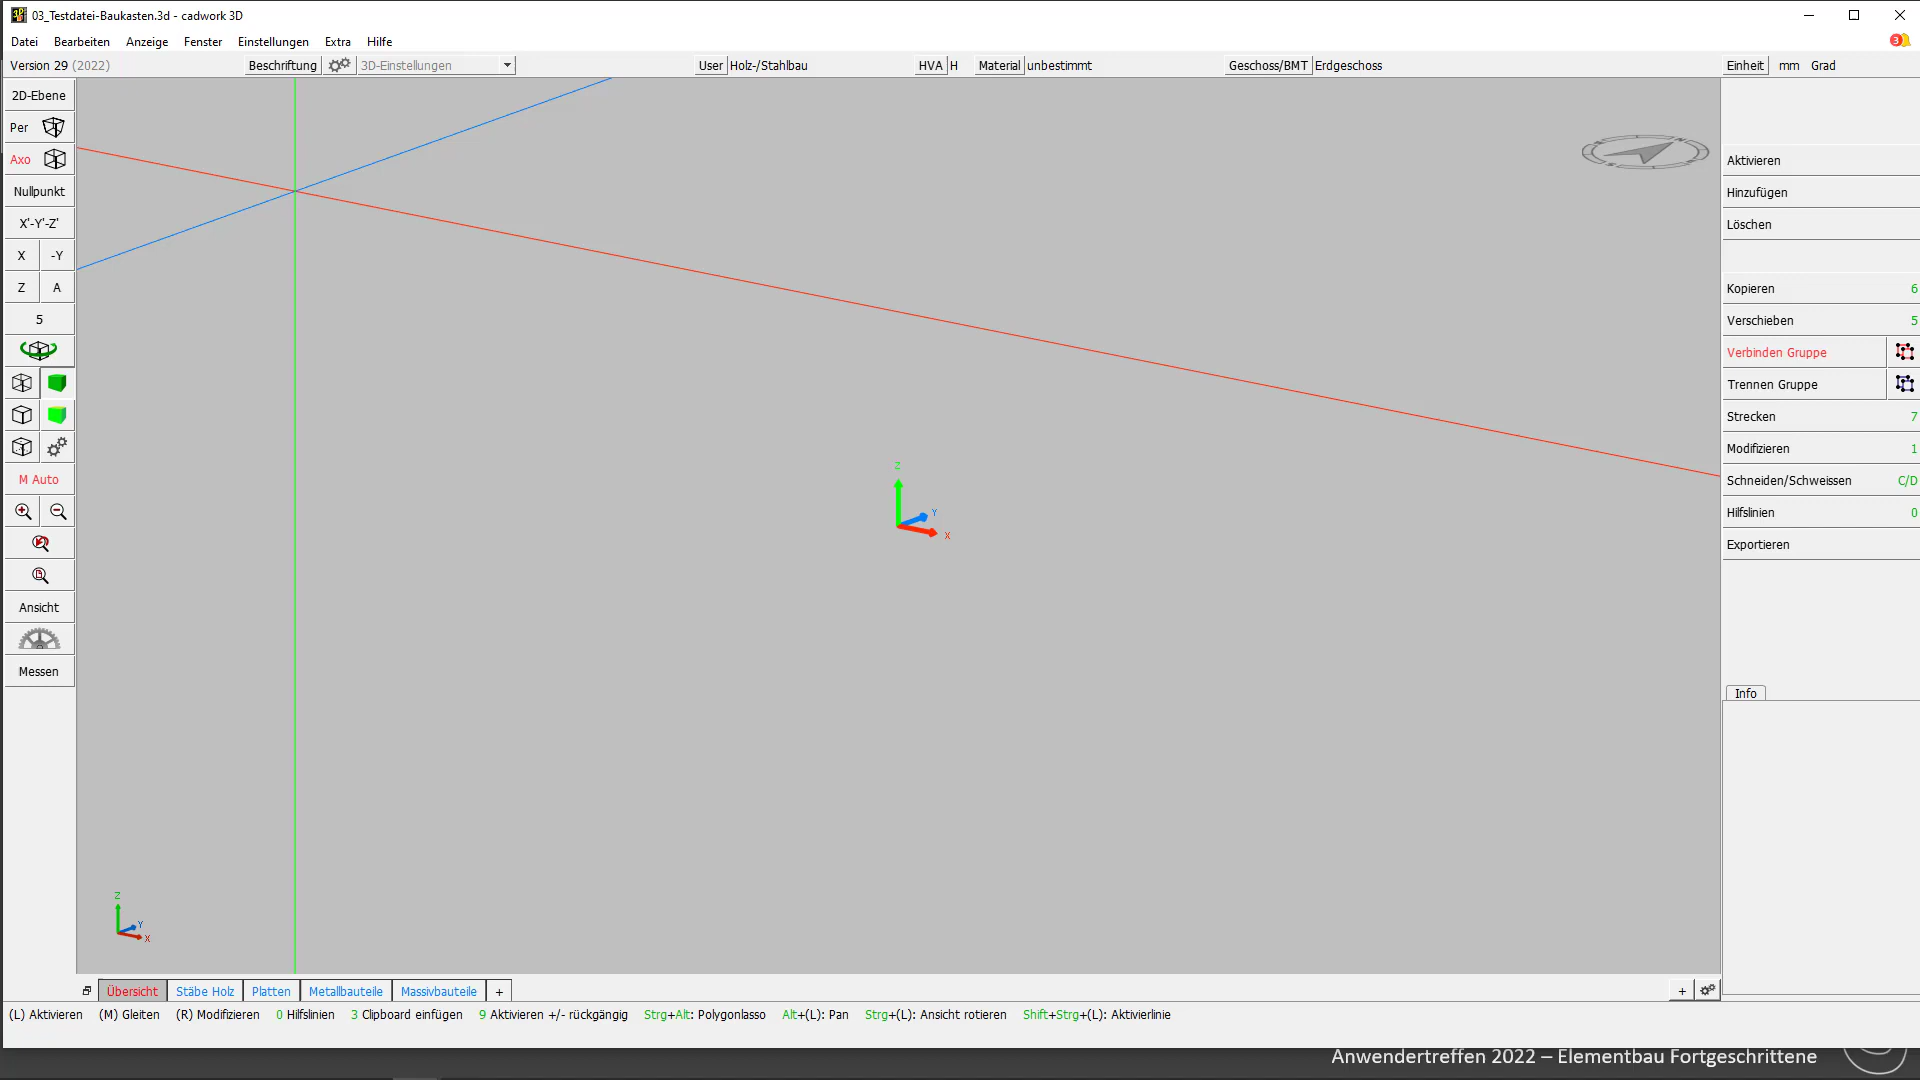 03_Testdatei-Baukasten.3d - cadwork 3D
Datei Bearbeiten Anzeige Fenster Einstellungen Extra Hilfe
3
Version 29 (2022) Beschriftung 3D-Einstellungen User Holz-/Stahlbau HVA H Material unbestimmt Geschoss/BMT Erdgeschoss Einheit mm Grad
2D-Ebene
Per
Axo
Nullpunkt
X'-Y'-Z'
X -Y
Z A
5
M Auto
Ansicht
Messen
Z
Y
X
Z
Y
X
Aktivieren
Hinzufügen
Löschen
Kopieren 6
Verschieben 5
Verbinden Gruppe
Trennen Gruppe
Strecken 7
Modifizieren 1
Schneiden/Schweissen C/D
Hilfslinien 0
Exportieren
Info
Übersicht Stäbe Holz Platten Metallbauteile Massivbauteile + +
(L) Aktivieren (M) Gleiten (R) Modifizieren 0 Hilfslinien 3 Clipboard einfügen 9 Aktivieren +/- rückgängig Strg+Alt: Polygonlasso Alt+(L): Pan Strg+(L): Ansicht rotieren Shift+Strg+(L): Aktivierlinie
Anwendertreffen 2022 – Elementbau Fortgeschrittene